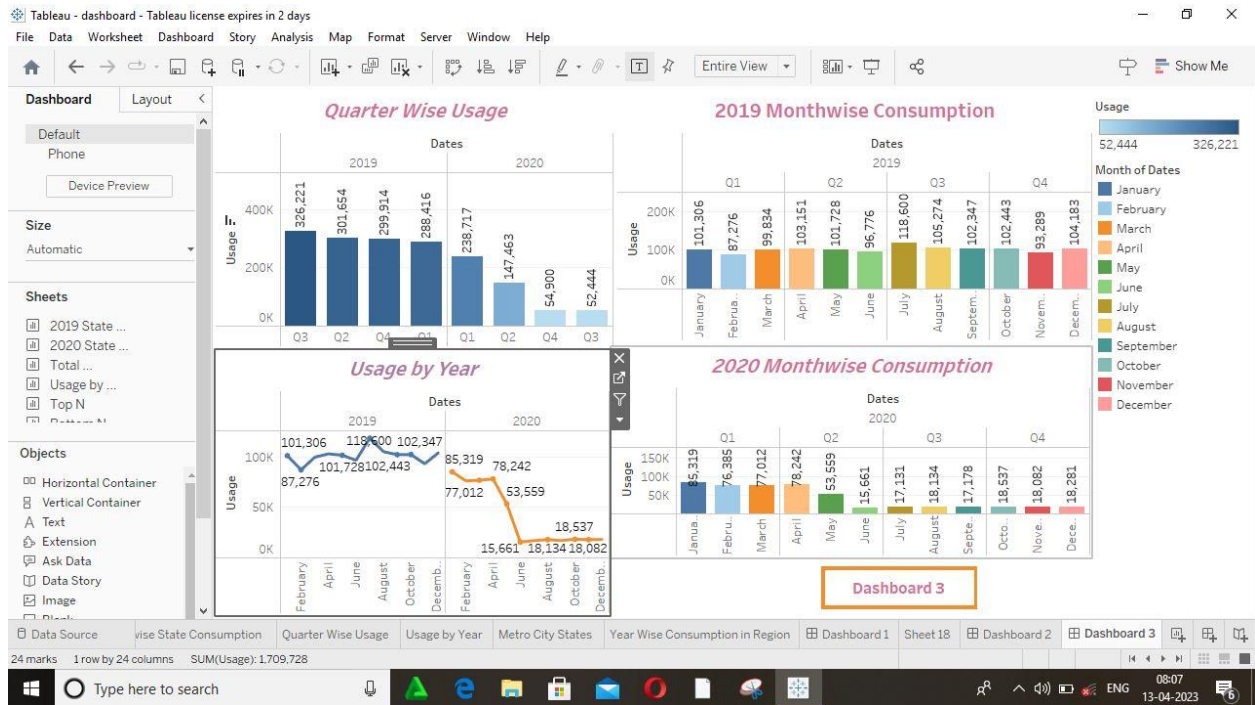 Tableau - dashboard - Tableau license expires in 2 days
File Data Worksheet Dashboard Story Analysis Map Format Server Window Help
Entire View
Show Me
Dashboard Layout
Default
Phone
Device Preview
Size
Automatic
Sheets
2019 State ...
2020 State ...
Total ...
Usage by ...
Top N
Objects
Horizontal Container
Vertical Container
Text
Extension
Ask Data
Data Story
Image
Quarter Wise Usage
Dates
2019 2020
Usage
400K
200K
0K
326,221 301,654 299,914 288,416 238,717 147,463 54,900 52,444
Q3 Q2 Q4 Q1 Q1 Q2 Q4 Q3
2019 Monthwise Consumption
Dates
2019
Q1 Q2 Q3 Q4
Usage
200K
100K
0K
101,306 87,276 99,834 103,151 101,728 96,776 118,600 105,274 102,347 102,443 93,289 104,183
January Februa.. March April May June July August Septem.. October Novem.. Decem..
Usage by Year
Dates
2019 2020
Usage
100K
50K
0K
101,306 118,600 102,347
101,728 102,443
87,276
85,319 78,242
77,012 53,559
18,537
15,661 18,134 18,082
February April June August October Decemb.. February April June August October Decem..
2020 Monthwise Consumption
Dates
2020
Q1 Q2 Q3 Q4
Usage
150K
100K
50K
85,319 76,385 77,012 78,242 53,559 15,661 17,131 18,134 17,178 18,537 18,082 18,281
Janua.. Febru.. March April May June July August Septe.. Octo.. Nove.. Dece..
Dashboard 3
Usage
52,444 326,221
Month of Dates
January
February
March
April
May
June
July
August
September
October
November
December
Data Source wise State Consumption Quarter Wise Usage Usage by Year Metro City States Year Wise Consumption in Region Dashboard 1 Sheet 18 Dashboard 2 Dashboard 3
24 marks 1 row by 24 columns SUM(Usage): 1,709,728
Type here to search
ENG
08:07
13-04-2023
6